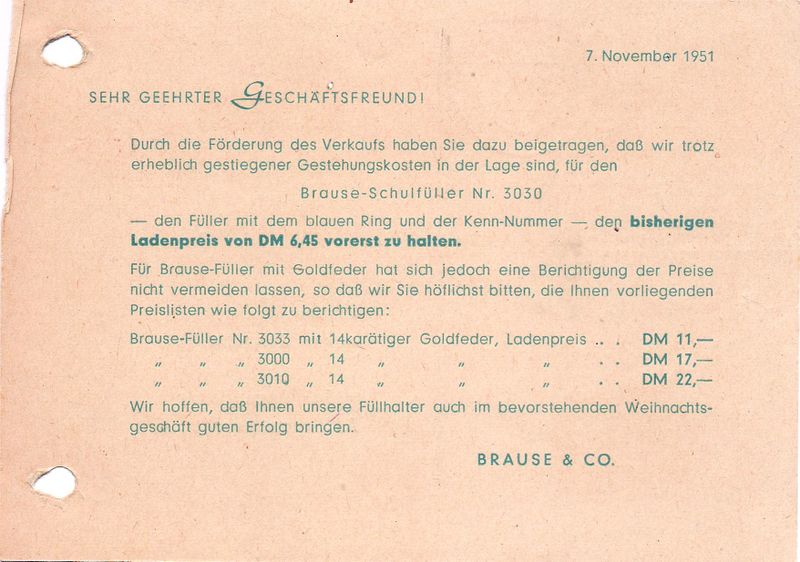 7. November 1951
SEHR GEEHRTER GESCHÄFTSFREUND!
Durch die Förderung des Verkaufs haben Sie dazu beigetragen, daß wir trotz
erheblich gestiegener Gestehungskosten in der Lage sind, für den
Brause-Schulfüller Nr. 3030
— den Füller mit dem blauen Ring und der Kenn-Nummer — den bisherigen
Ladenpreis von DM 6,45 vorerst zu halten.
Für Brause-Füller mit Goldfeder hat sich jedoch eine Berichtigung der Preise
nicht vermeiden lassen, so daß wir Sie höflichst bitten, die Ihnen vorliegenden
Preislisten wie folgt zu berichtigen:
Brause-Füller Nr. 3033 mit 14karätiger Goldfeder, Ladenpreis . . DM 11,—
„ „ „ 3000 „ 14 „ „ „ . . DM 17,—
„ „ „ 3010 „ 14 „ „ „ . . DM 22,—
Wir hoffen, daß Ihnen unsere Füllhalter auch im bevorstehenden Weihnachts-
geschäft guten Erfolg bringen.
BRAUSE & CO.